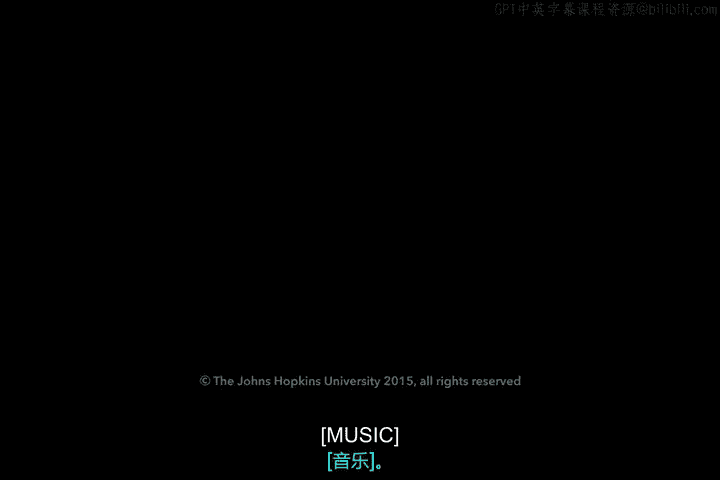 GPT中英字幕课程资源@bilibili.com
© The Johns Hopkins University 2015, all rights reserved
[MUSIC]
[音乐]。